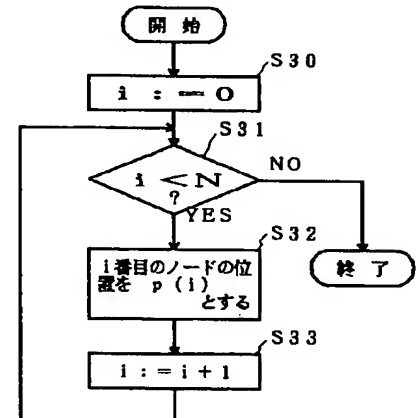 開 始
S30
i := 0
S31
i < N
?
NO
YES
S32
i番目のノードの位
置を p (i)
とする
終 了
S33
i := i + 1